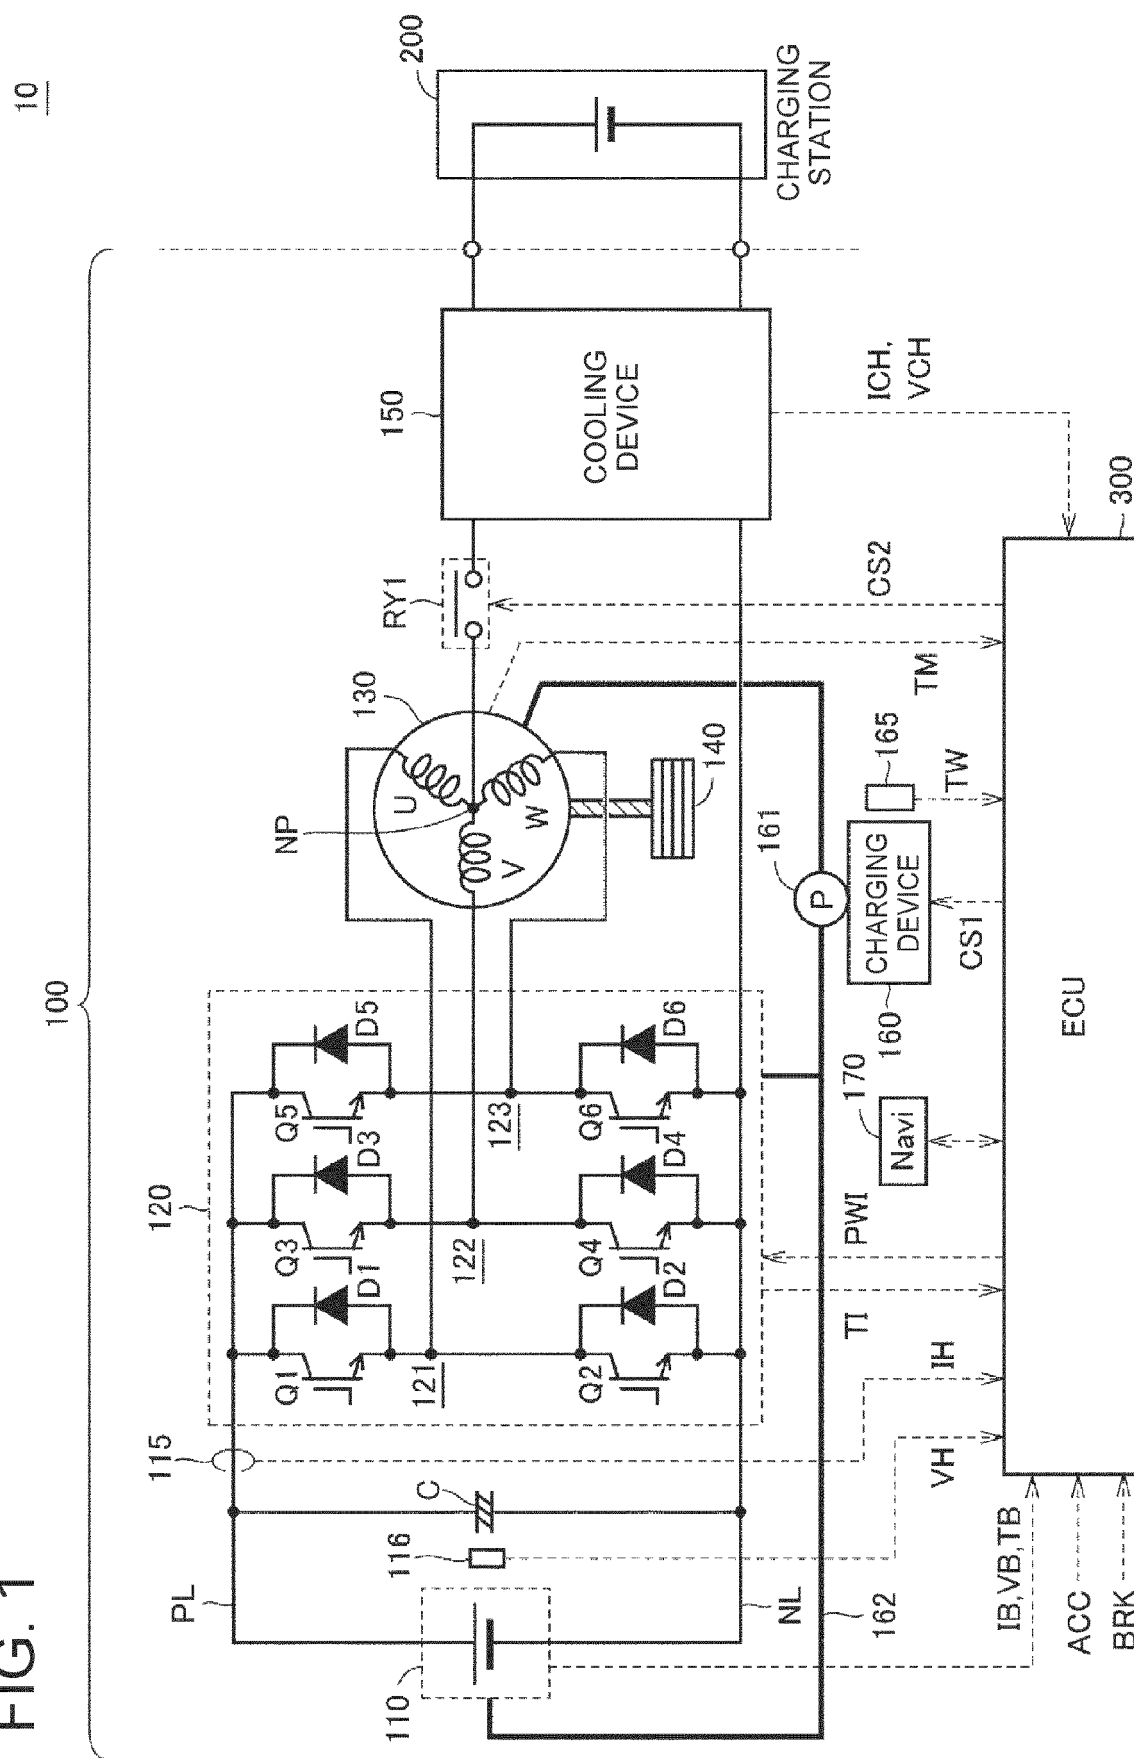 FIG. 1
10
100
200
CHARGING
STATION
150
COOLING
DEVICE
ICH,
VCH
RY1
CS2
130
TM
NP
U
V
W
140
165
TW
161
P
CHARGING
DEVICE
160
CS1
170
Navi
300
ECU
120
Q5
D5
Q3
D3
Q1
D1
123
122
121
Q6
D6
Q4
D4
Q2
D2
PWI
TI
IH
VH
115
C
116
PL
NL
162
110
IB,VB,TB
ACC
BRK